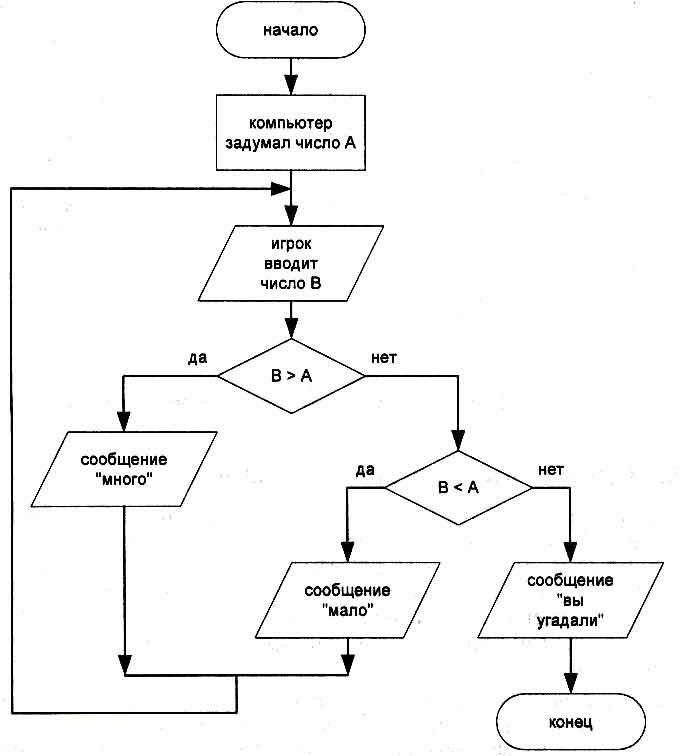 начало
компьютер
задумал число А
игрок
вводит
число В
да
нет
В > А
сообщение
"много"
да
нет
В < А
сообщение
"мало"
сообщение
"вы
угадали"
конец